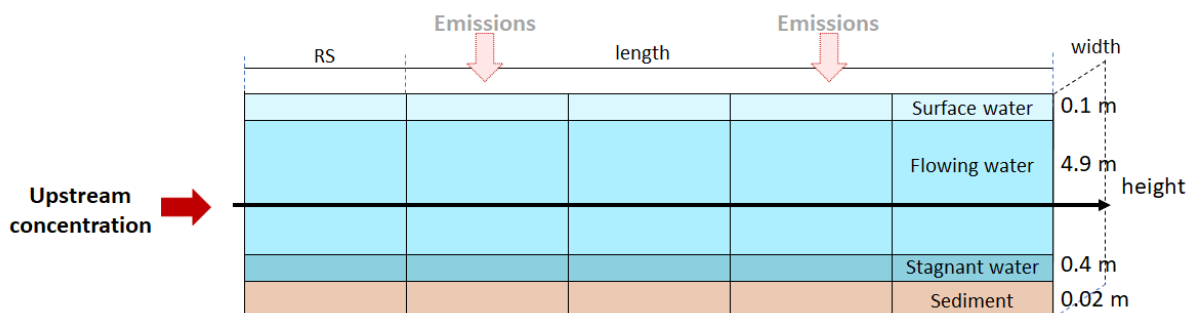 Emissions
Emissions
RS
length
width
Surface water
0.1 m
Flowing water
4.9 m
Upstream
concentration
height
Stagnant water
0.4 m
Sediment
0.02 m